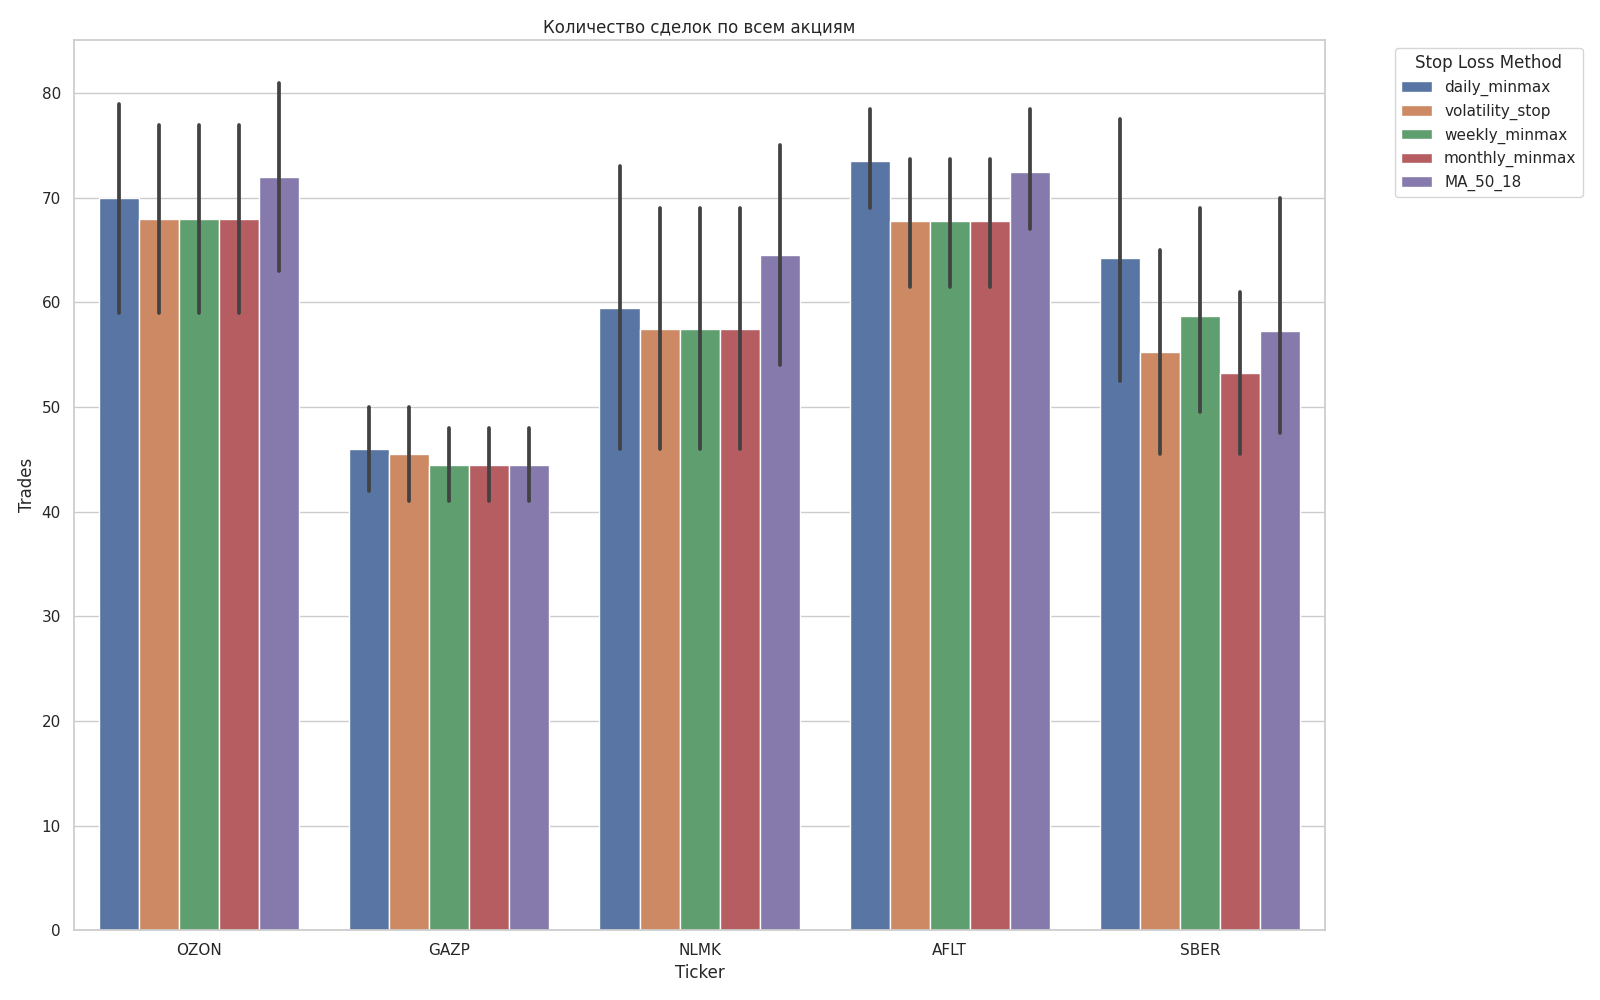 Количество сделок по всем акциям
Stop Loss Method
daily_minmax
volatility_stop
weekly_minmax
monthly_minmax
MA_50_18
Trades
80
70
60
50
40
30
20
10
0
OZON
GAZP
NLMK
AFLT
SBER
Ticker